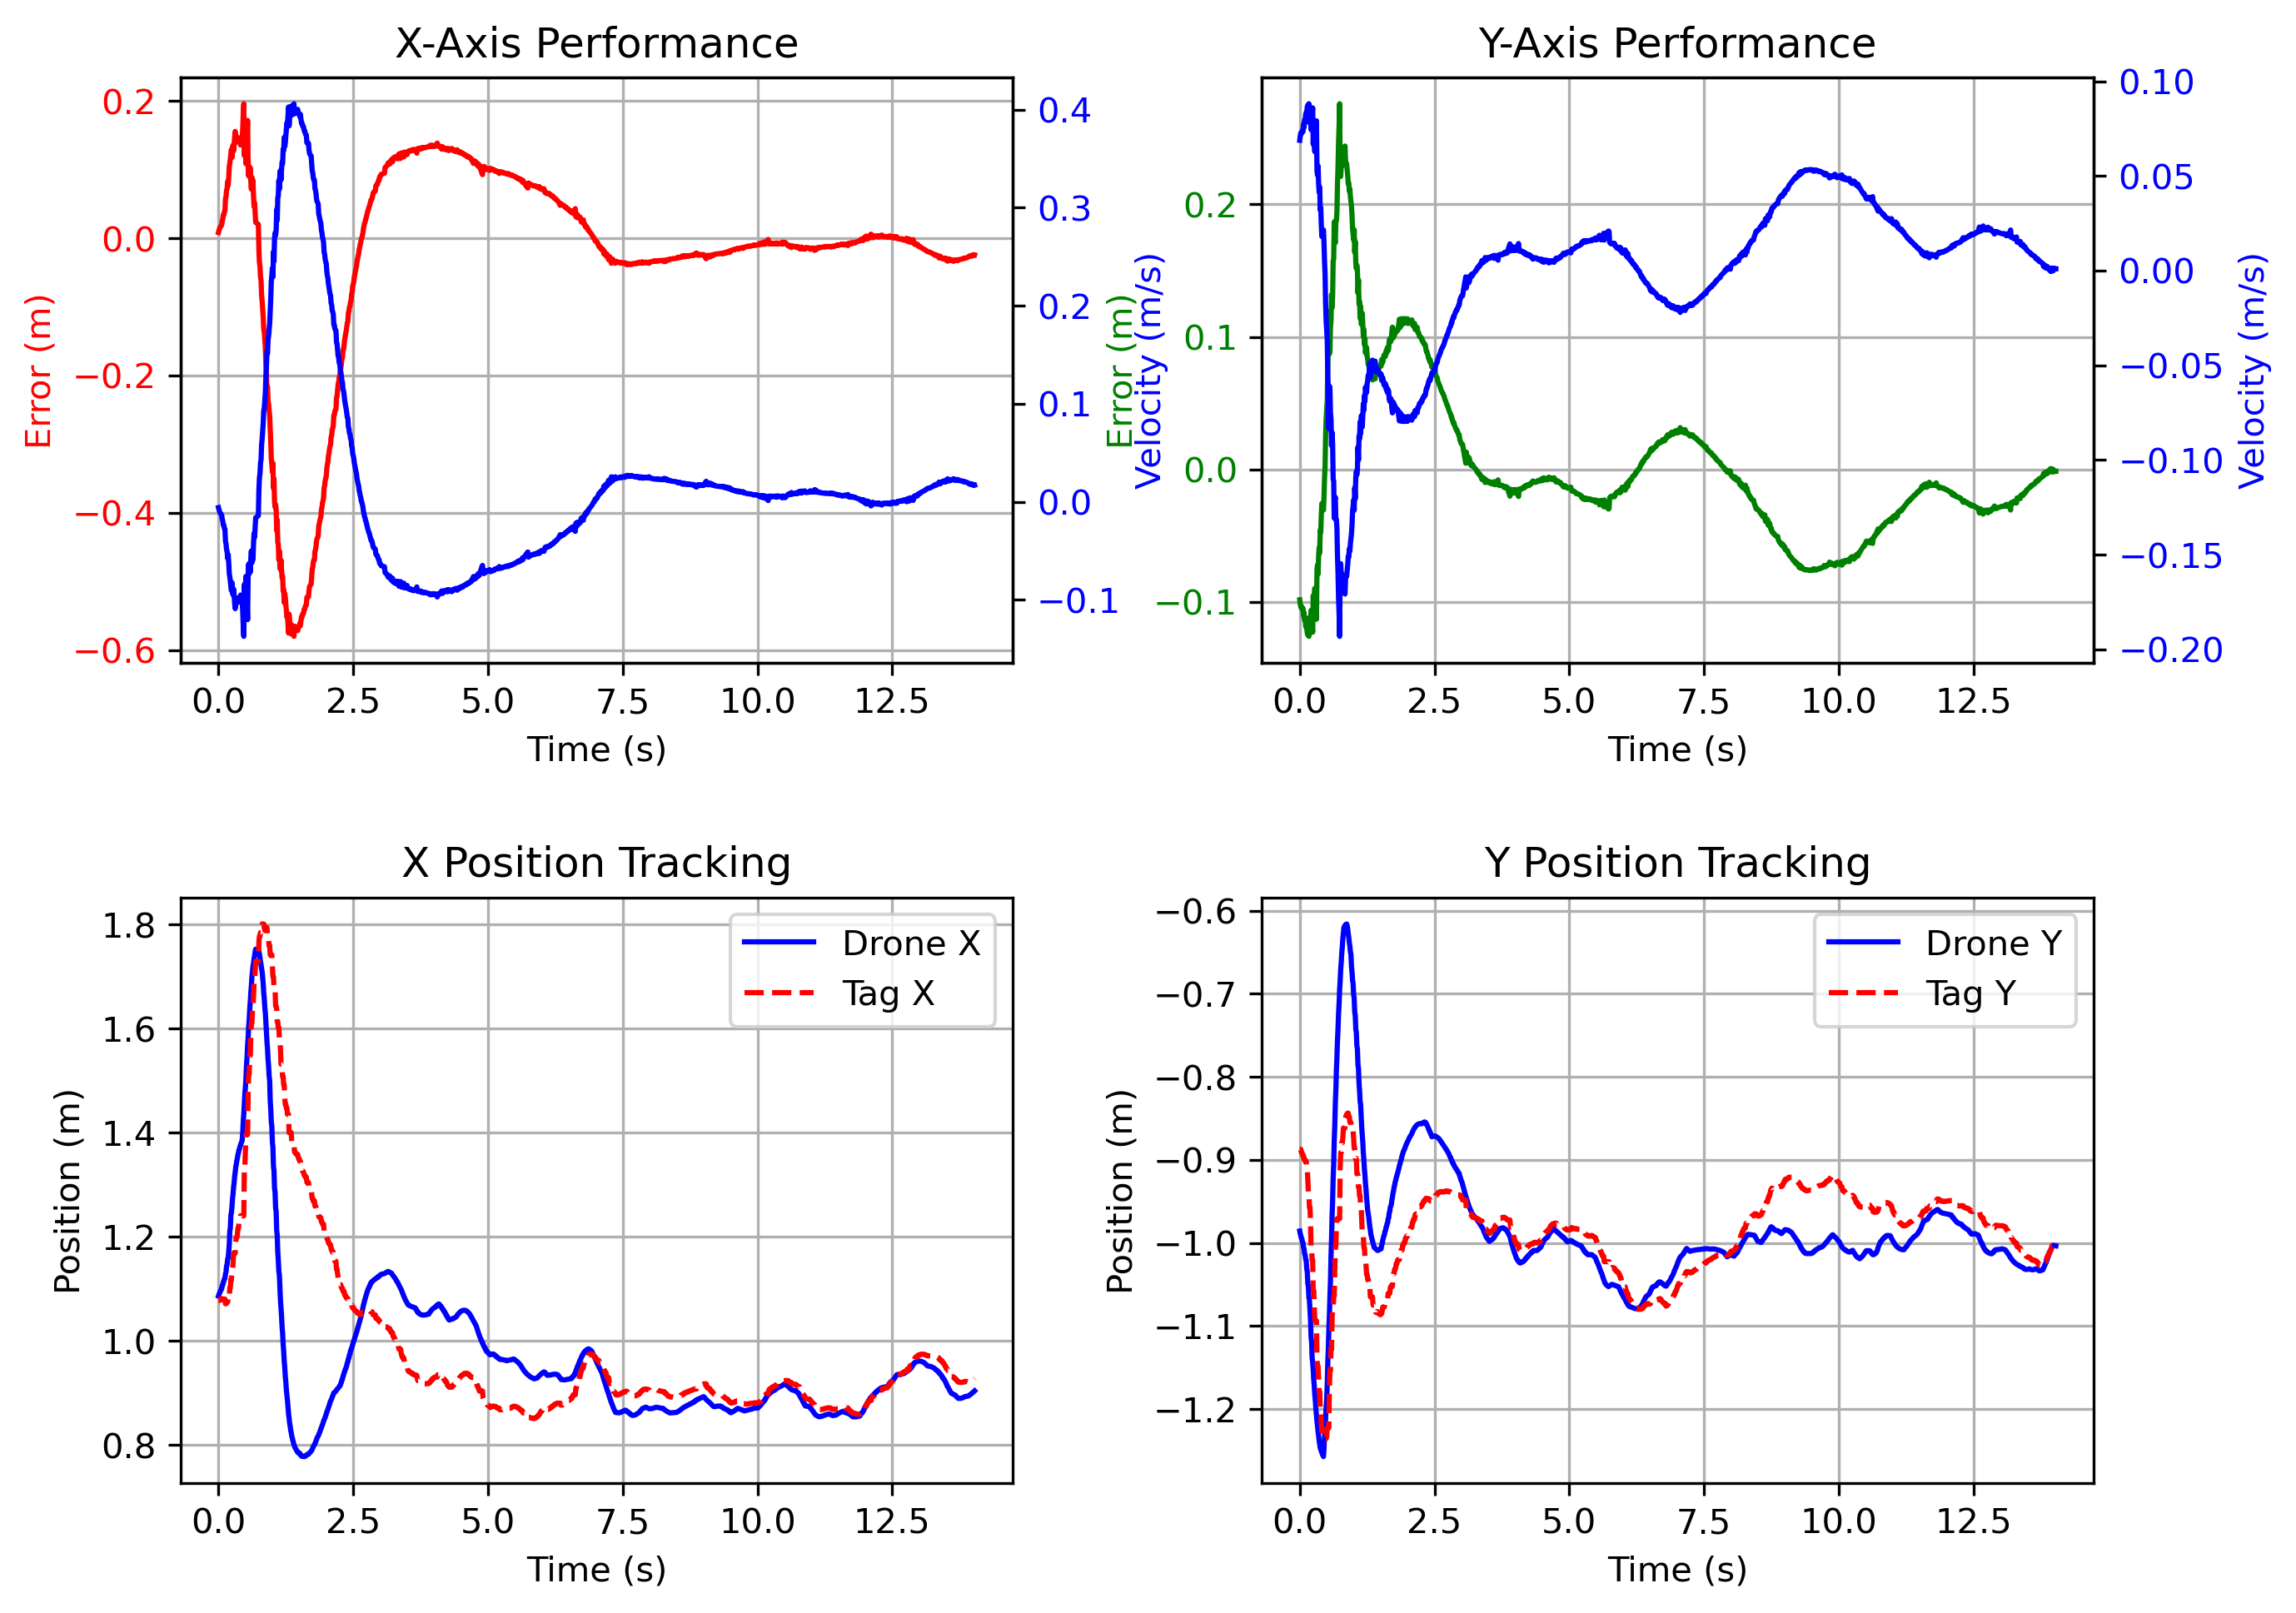 X-Axis Performance
0.2
0.0
−0.2
−0.4
−0.6
Error (m)
0.4
0.3
0.2
0.1
0.0
−0.1
Velocity (m/s)
0.0 2.5 5.0 7.5 10.0 12.5
Time (s)
Y-Axis Performance
0.2
0.1
0.0
−0.1
Error (m)
0.10
0.05
0.00
−0.05
−0.10
−0.15
−0.20
Velocity (m/s)
0.0 2.5 5.0 7.5 10.0 12.5
Time (s)
X Position Tracking
1.8
1.6
1.4
1.2
1.0
0.8
Position (m)
Drone X
Tag X
0.0 2.5 5.0 7.5 10.0 12.5
Time (s)
Y Position Tracking
−0.6
−0.7
−0.8
−0.9
−1.0
−1.1
−1.2
Position (m)
Drone Y
Tag Y
0.0 2.5 5.0 7.5 10.0 12.5
Time (s)